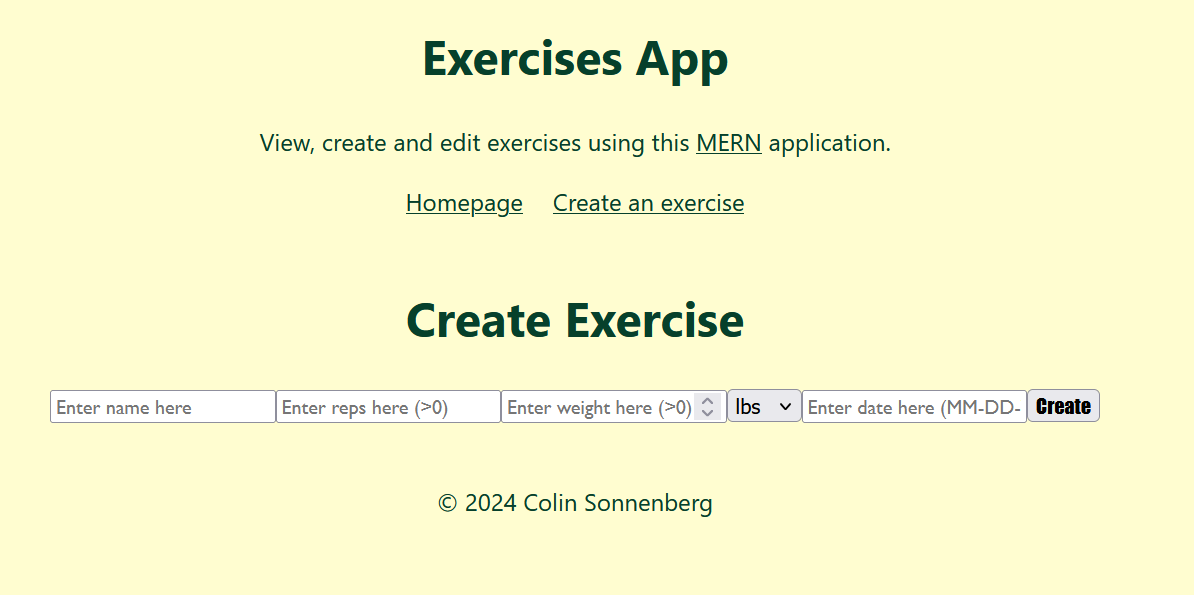 Exercises App
View, create and edit exercises using this MERN application.
Homepage Create an exercise
Create Exercise
Enter name here Enter reps here (>0) Enter weight here (>0) lbs Enter date here (MM-DD- Create
© 2024 Colin Sonnenberg